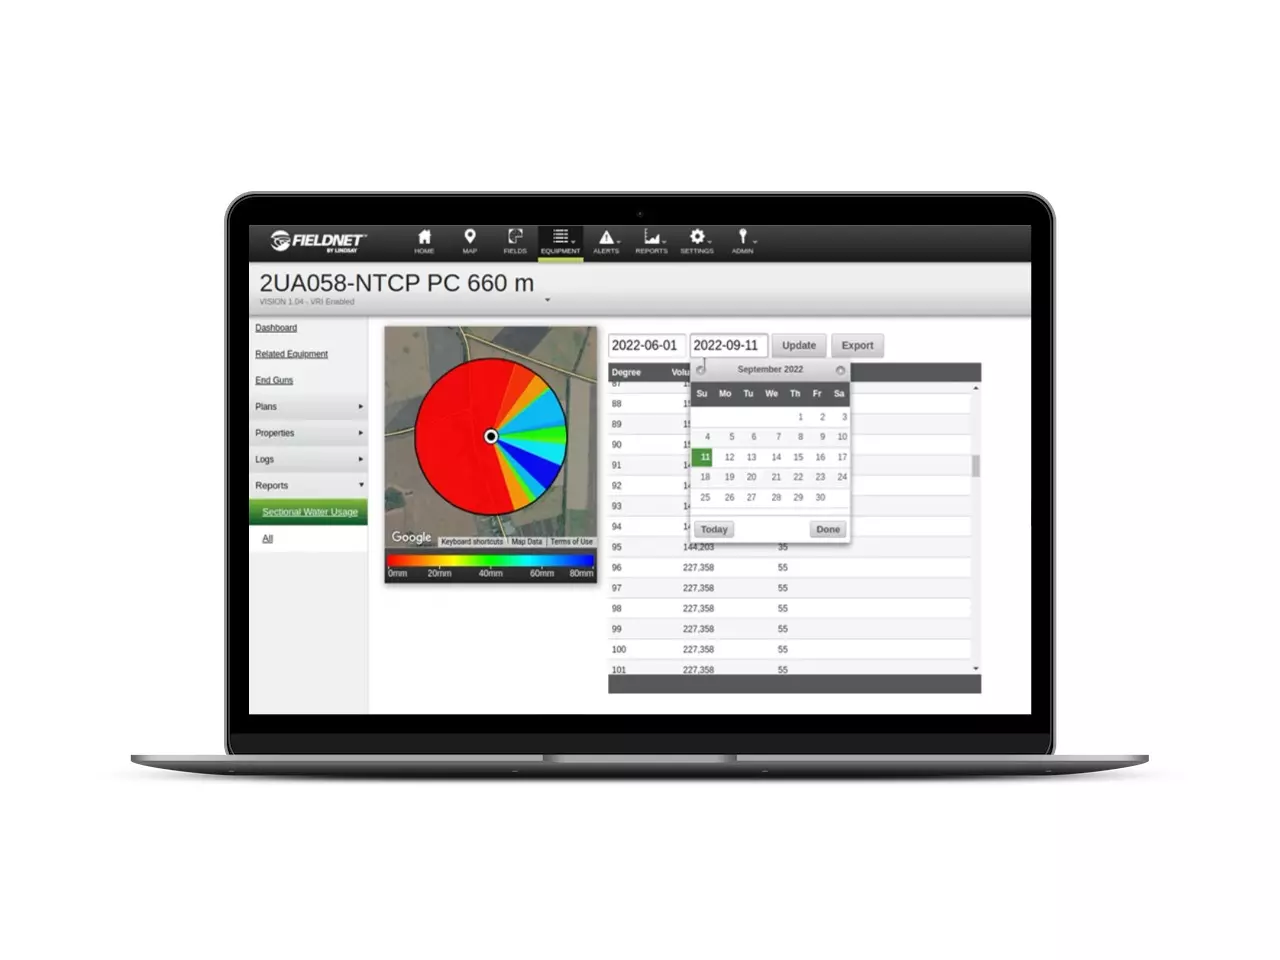 FIELDNET
BY LINDSAY
HOME MAP FIELDS EQUIPMENT ALERTS REPORTS SETTINGS ADMIN
2UA058-NTCP PC 660 m
VISION 1.04 - VRI Enabled
Dashboard
Related Equipment
End Guns
Plans
Properties
Logs
Reports
Sectional Water Usage
All
Google
Keyboard shortcuts Map Data Terms of Use
0mm 20mm 40mm 60mm 80mm
2022-06-01 2022-09-11 Update Export
Degree Volu
87
88
89
90
91
92
93
94
95 144,203 35
96 227,358 55
97 227,358 55
98 227,358 55
99 227,358 55
100 227,358 55
101 227,358 55
September 2022
Su Mo Tu We Th Fr Sa
1 2 3
4 5 6 7 8 9 10
11 12 13 14 15 16 17
18 19 20 21 22 23 24
25 26 27 28 29 30
Today Done